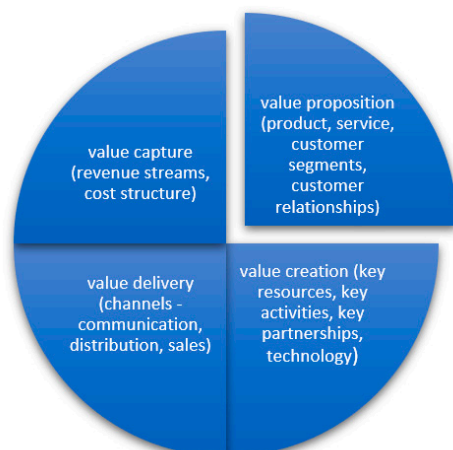 value proposition
(product, service,
customer
segments,
customer
relationships)
value capture
(revenue streams,
cost structure)
value delivery
(channels -
communication,
distribution, sales)
value creation (key
resources, key
activities, key
partnerships,
technology)